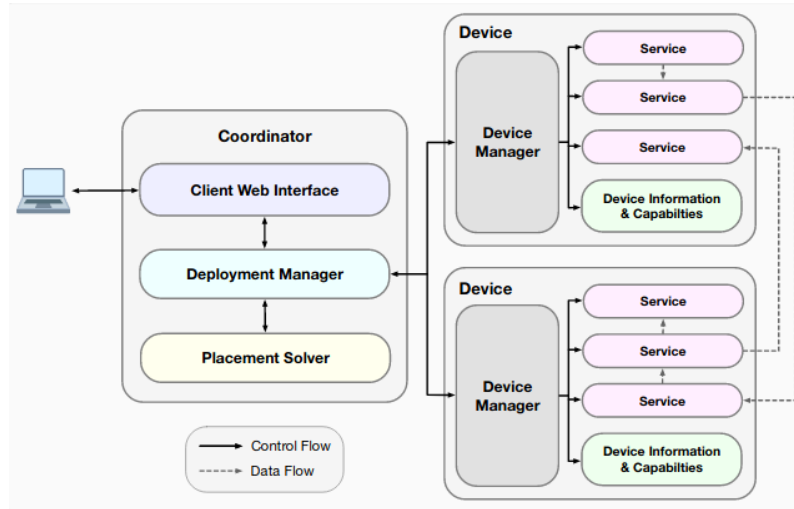 Coordinator
Client Web Interface
Deployment Manager
Placement Solver
Control Flow
Data Flow
Device
Device
Manager
Service
Service
Service
Device Information
& Capabilties
Device
Device
Manager
Service
Service
Service
Device Information
& Capabilties